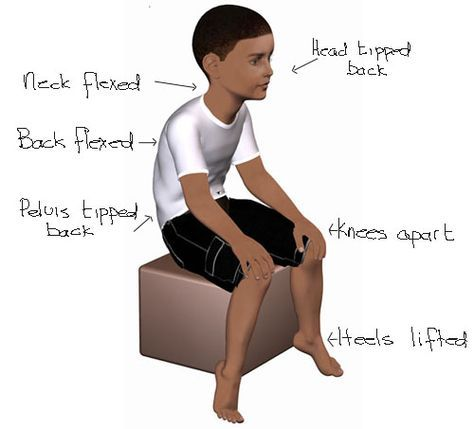 Head tipped
back
Neck flexed
Back flexed
Pelvis tipped
back
Knees apart
Heels lifted